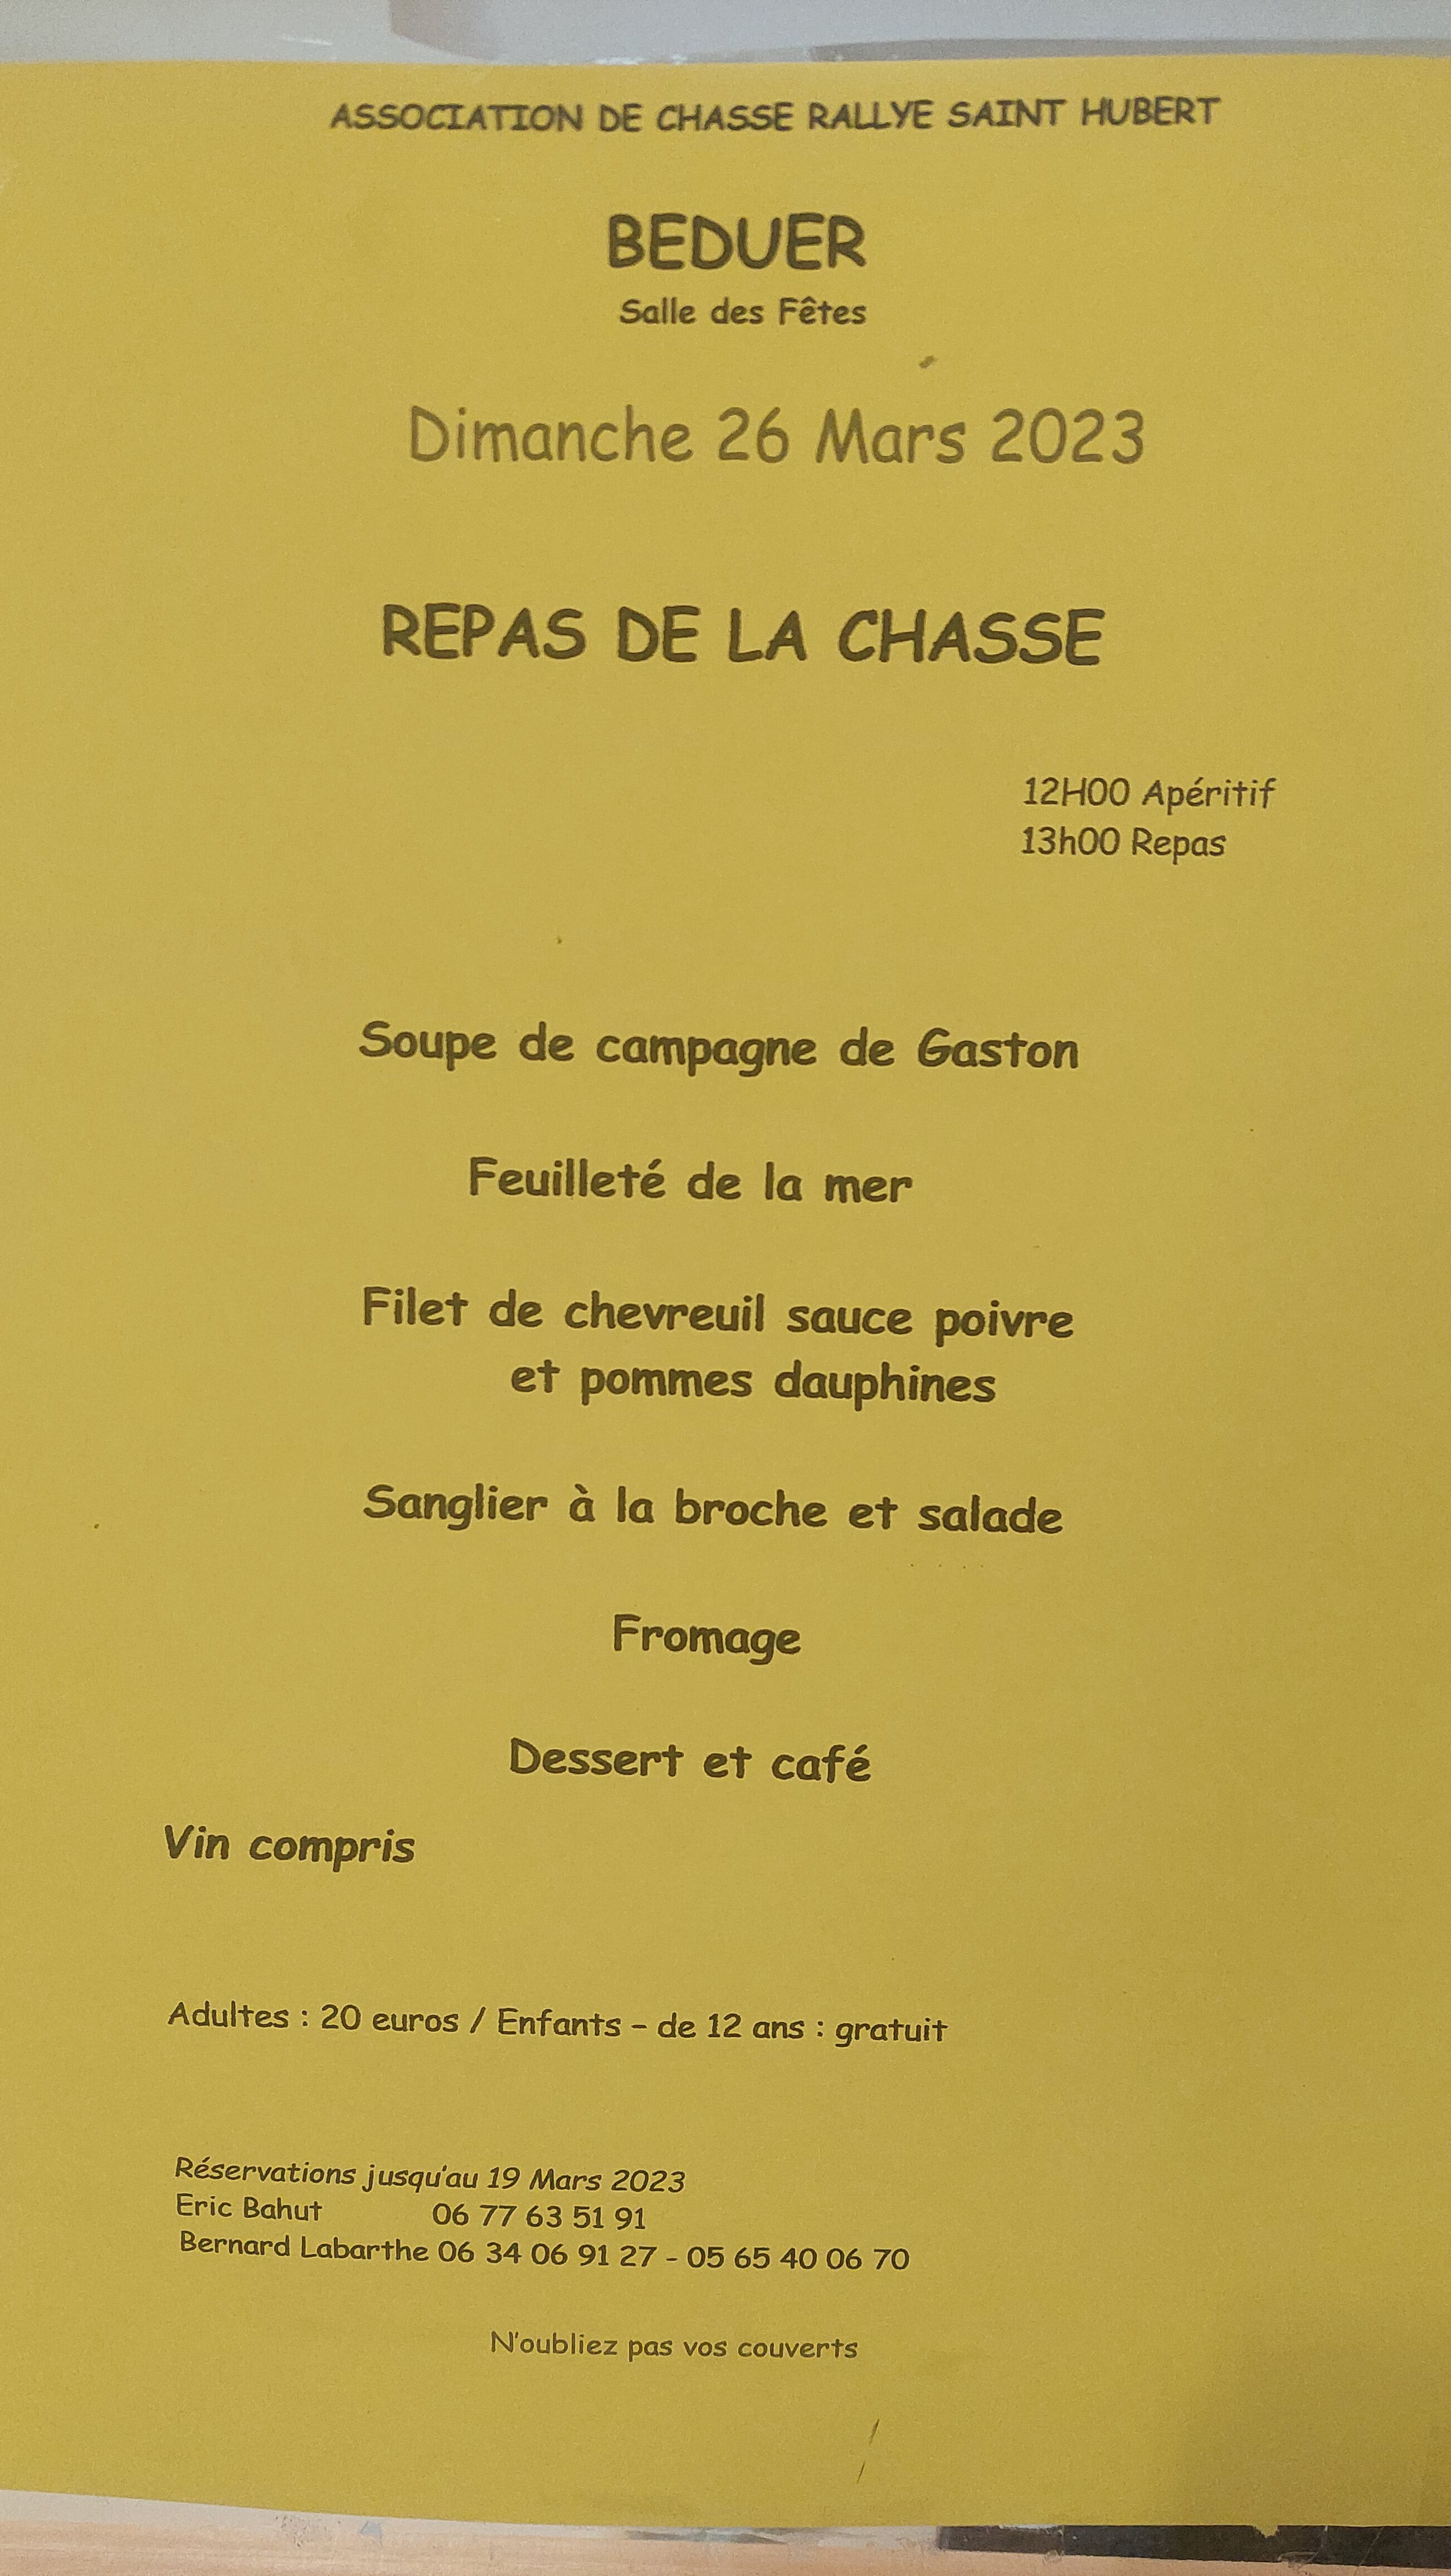 ASSOCIATION DE CHASSE RALLYE SAINT HUBERT
BEDUER
Salle des Fêtes
Dimanche 26 Mars 2023
REPAS DE LA CHASSE
12H00 Apéritif
13h00 Repas
Soupe de campagne de Gaston
Feuilleté de la mer
Filet de chevreuil sauce poivre
et pommes dauphines
Sanglier à la broche et salade
Fromage
Dessert et café
Vin compris
Adultes : 20 euros / Enfants – de 12 ans : gratuit
Réservations jusqu'au 19 Mars 2023
Eric Bahut 06 77 63 51 91
Bernard Labarthe 06 34 06 91 27 - 05 65 40 06 70
N'oubliez pas vos couverts